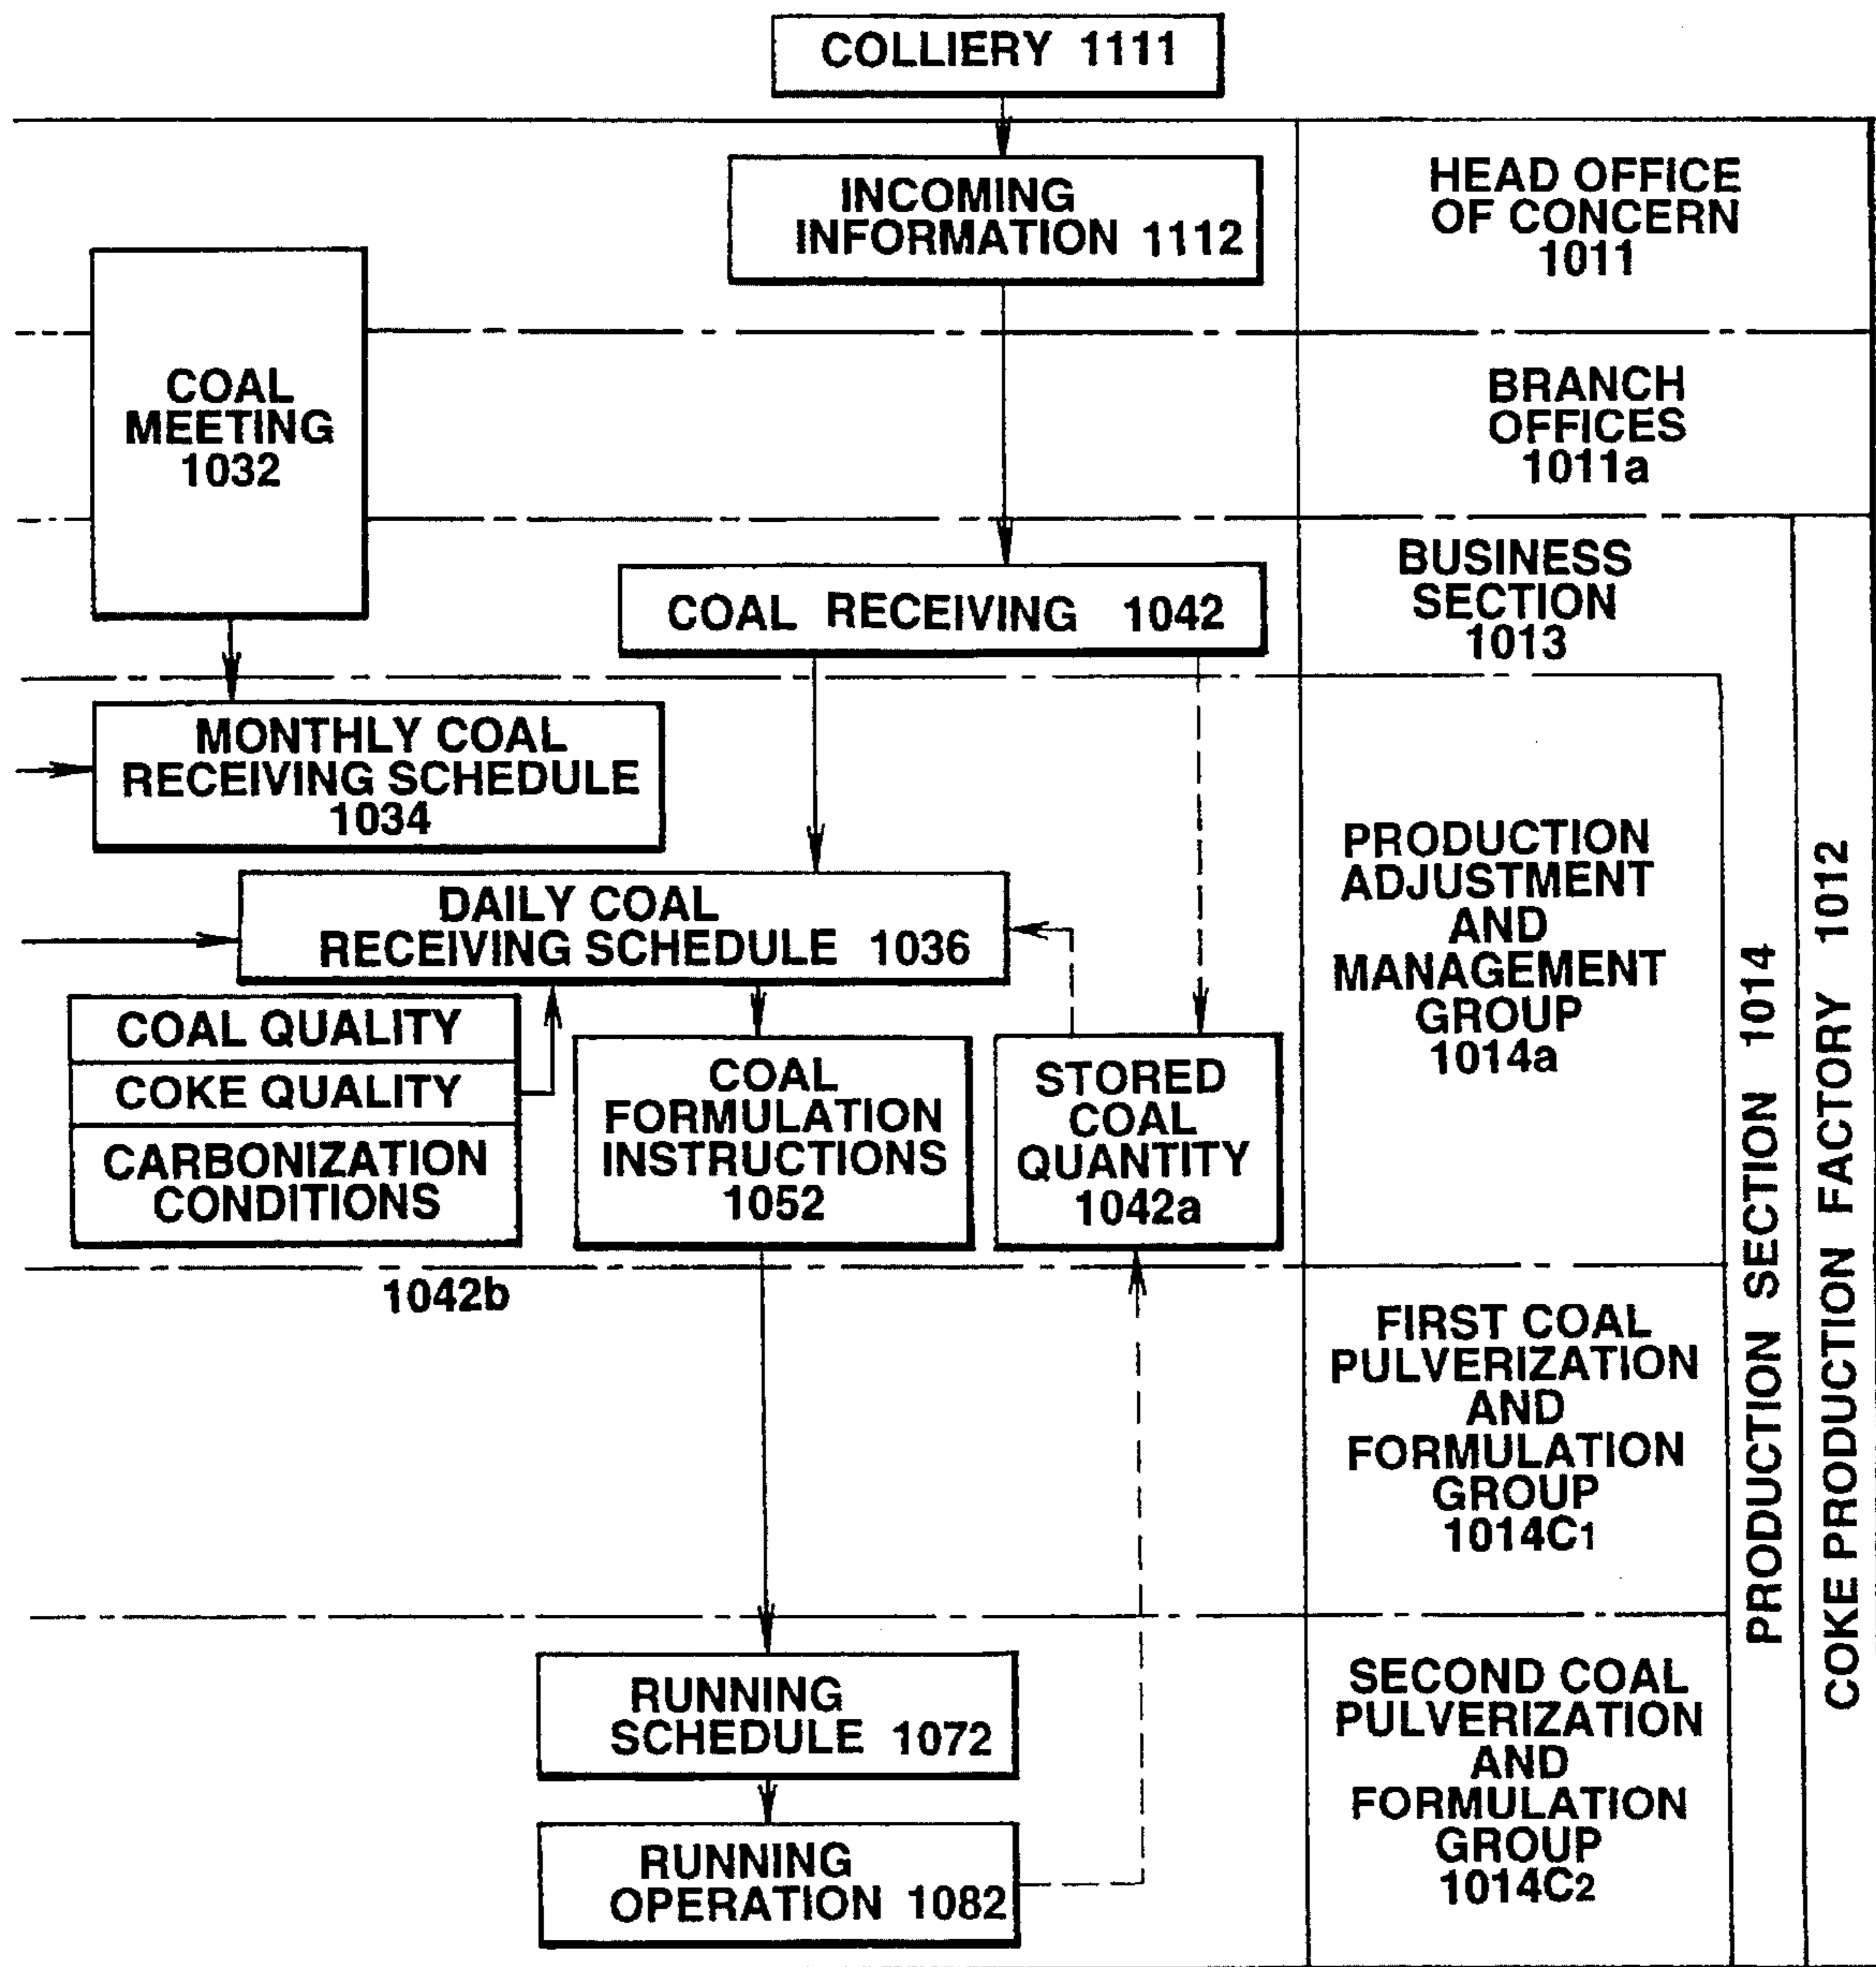 COLLIERY 1111
INCOMING
INFORMATION 1112
HEAD OFFICE
OF CONCERN
1011
COAL
MEETING
1032
BRANCH
OFFICES
1011a
COAL RECEIVING 1042
BUSINESS
SECTION
1013
MONTHLY COAL
RECEIVING SCHEDULE
1034
DAILY COAL
RECEIVING SCHEDULE 1036
COAL QUALITY
COKE QUALITY
CARBONIZATION
CONDITIONS
1042b
COAL
FORMULATION
INSTRUCTIONS
1052
STORED
COAL
QUANTITY
1042a
PRODUCTION
ADJUSTMENT
AND
MANAGEMENT
GROUP
1014a
FIRST COAL
PULVERIZATION
AND
FORMULATION
GROUP
1014C1
RUNNING
SCHEDULE 1072
RUNNING
OPERATION 1082
SECOND COAL
PULVERIZATION
AND
FORMULATION
GROUP
1014C2
PRODUCTION SECTION 1014
COKE PRODUCTION FACTORY 1012